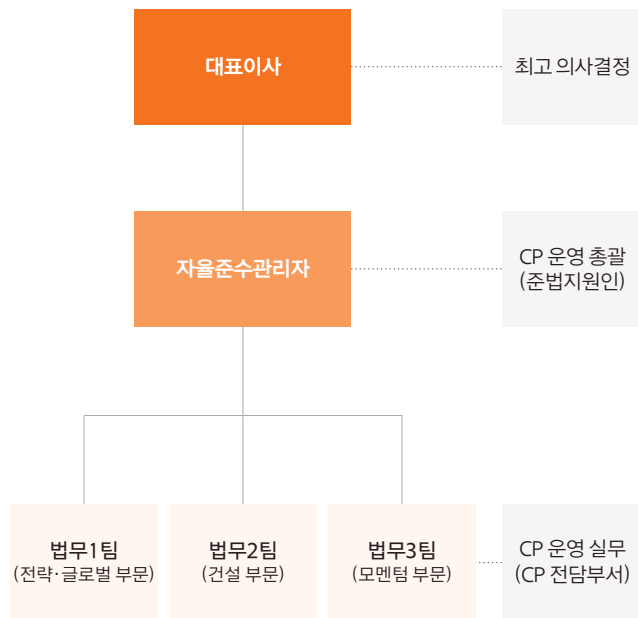 대표이사
최고 의사결정
자율준수관리자
CP 운영 총괄
(준법지원인)
법무1팀
(전략·글로벌 부문)
법무2팀
(건설 부문)
법무3팀
(모멘텀 부문)
CP 운영 실무
(CP 전담부서)